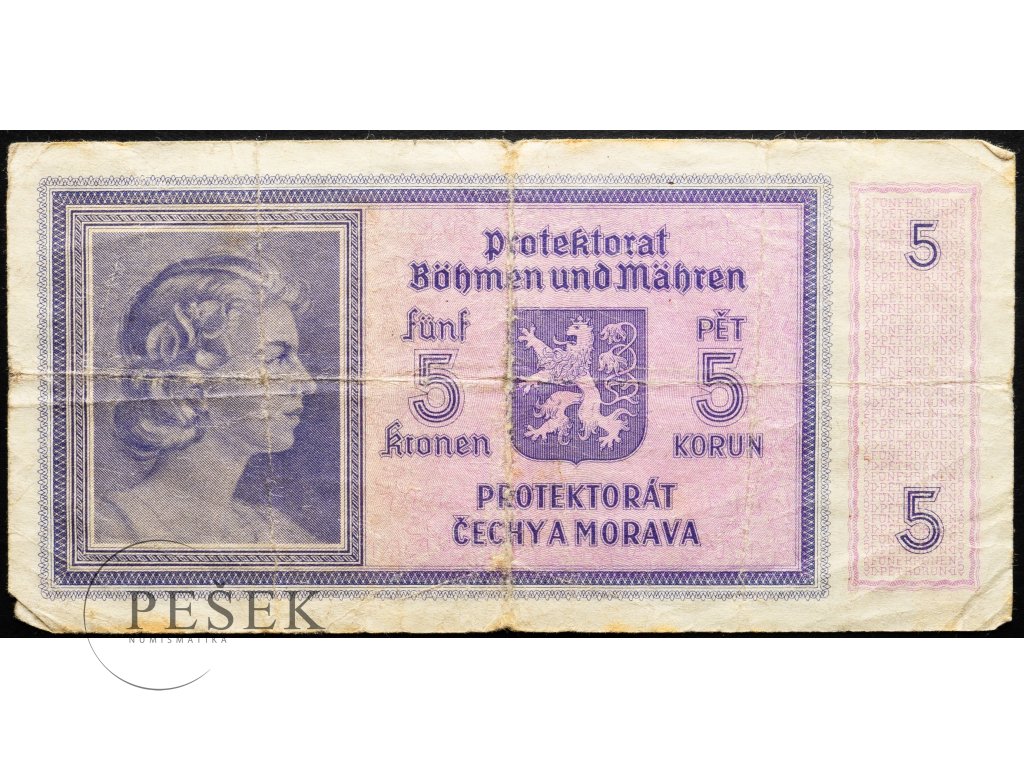 Protektorat
Böhmen und Mähren
fünf
5
Kronen
PĚT
5
KORUN
PROTEKTORÁT
ČECHY A MORAVA
5
5
PEŠEK
NUMISMATIKA